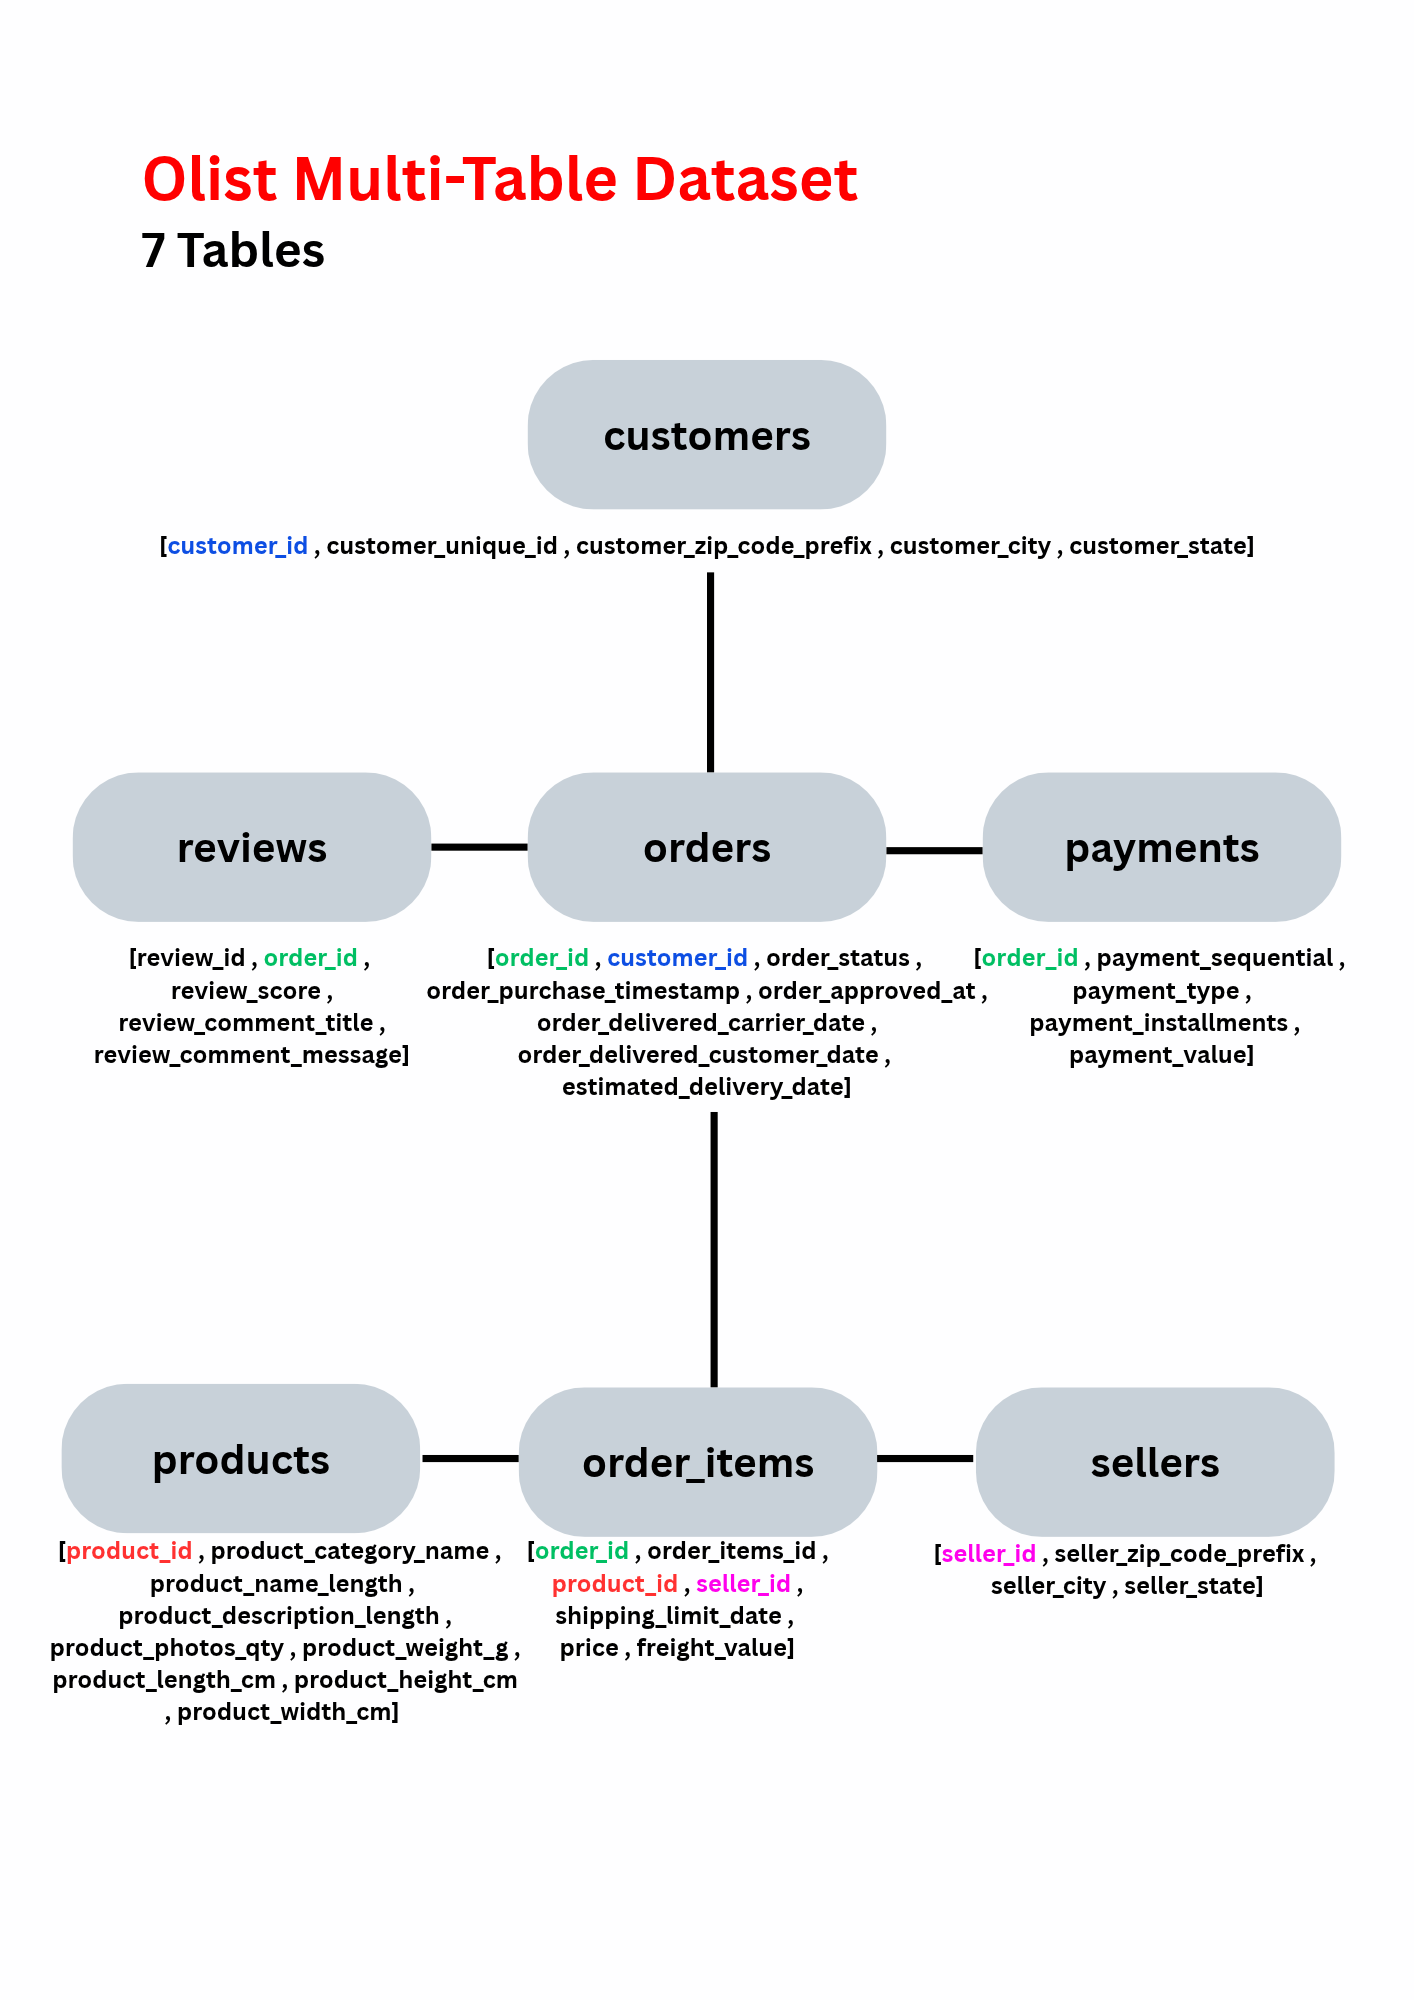 Olist Multi-Table Dataset
7 Tables
customers
[customer_id , customer_unique_id , customer_zip_code_prefix , customer_city , customer_state]
reviews
[review_id , order_id ,
review_score ,
review_comment_title ,
review_comment_message]
orders
[order_id , customer_id , order_status ,
order_purchase_timestamp , order_approved_at ,
order_delivered_carrier_date ,
order_delivered_customer_date ,
estimated_delivery_date]
payments
[order_id , payment_sequential ,
payment_type ,
payment_installments ,
payment_value]
products
[product_id , product_category_name ,
product_name_length ,
product_description_length ,
product_photos_qty , product_weight_g ,
product_length_cm , product_height_cm
, product_width_cm]
order_items
[order_id , order_items_id ,
product_id , seller_id ,
shipping_limit_date ,
price , freight_value]
sellers
[seller_id , seller_zip_code_prefix ,
seller_city , seller_state]